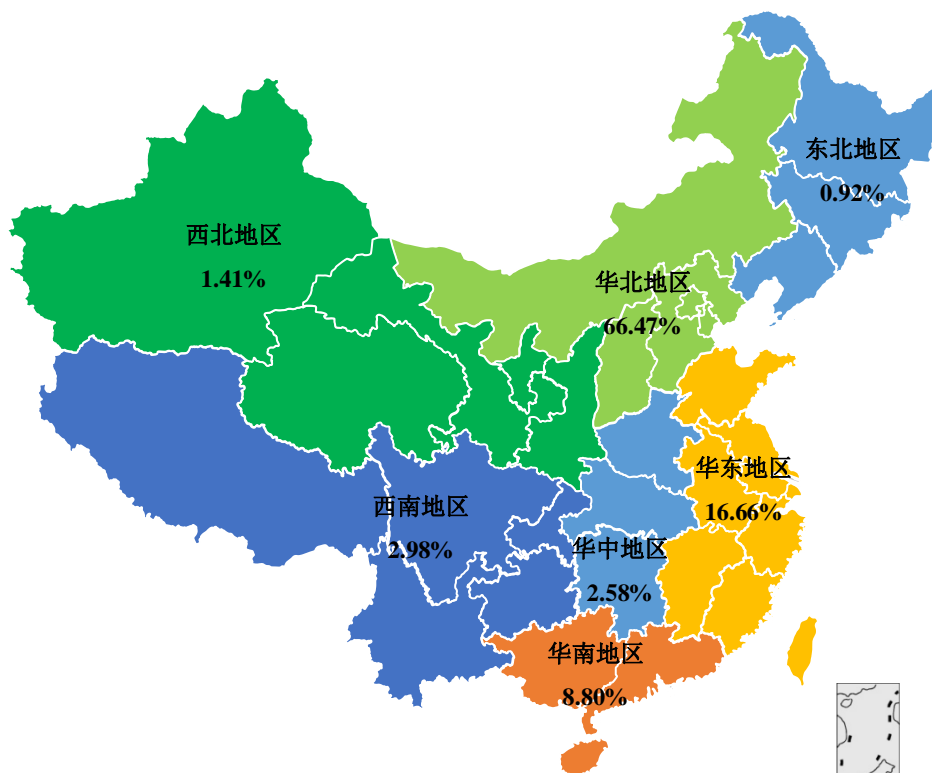 东北地区
0.92%
西北地区
1.41%
华北地区
66.47%
华东地区
16.66%
西南地区
2.98%
华中地区
2.58%
华南地区
8.80%